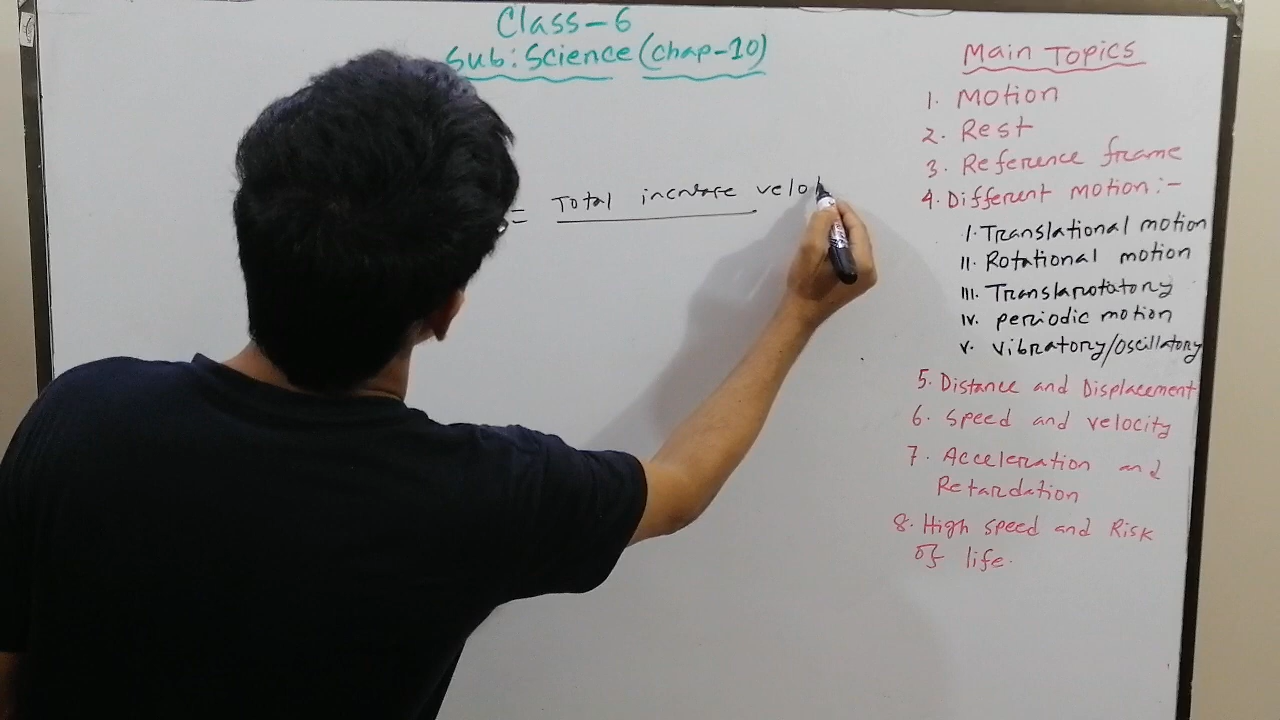 Class-6
Sub: Science (chap-10)
= Total increase velo
Main Topics
1. Motion
2. Rest
3. Reference frame
4. Different motion:-
I. Translational motion
II. Rotational motion
III. Translarotatory
IV. periodic motion
V. vibratory/oscillatory
5. Distance and Displacement
6. Speed and velocity
7. Acceleration and
Retardation
8. High speed and Risk
of life.